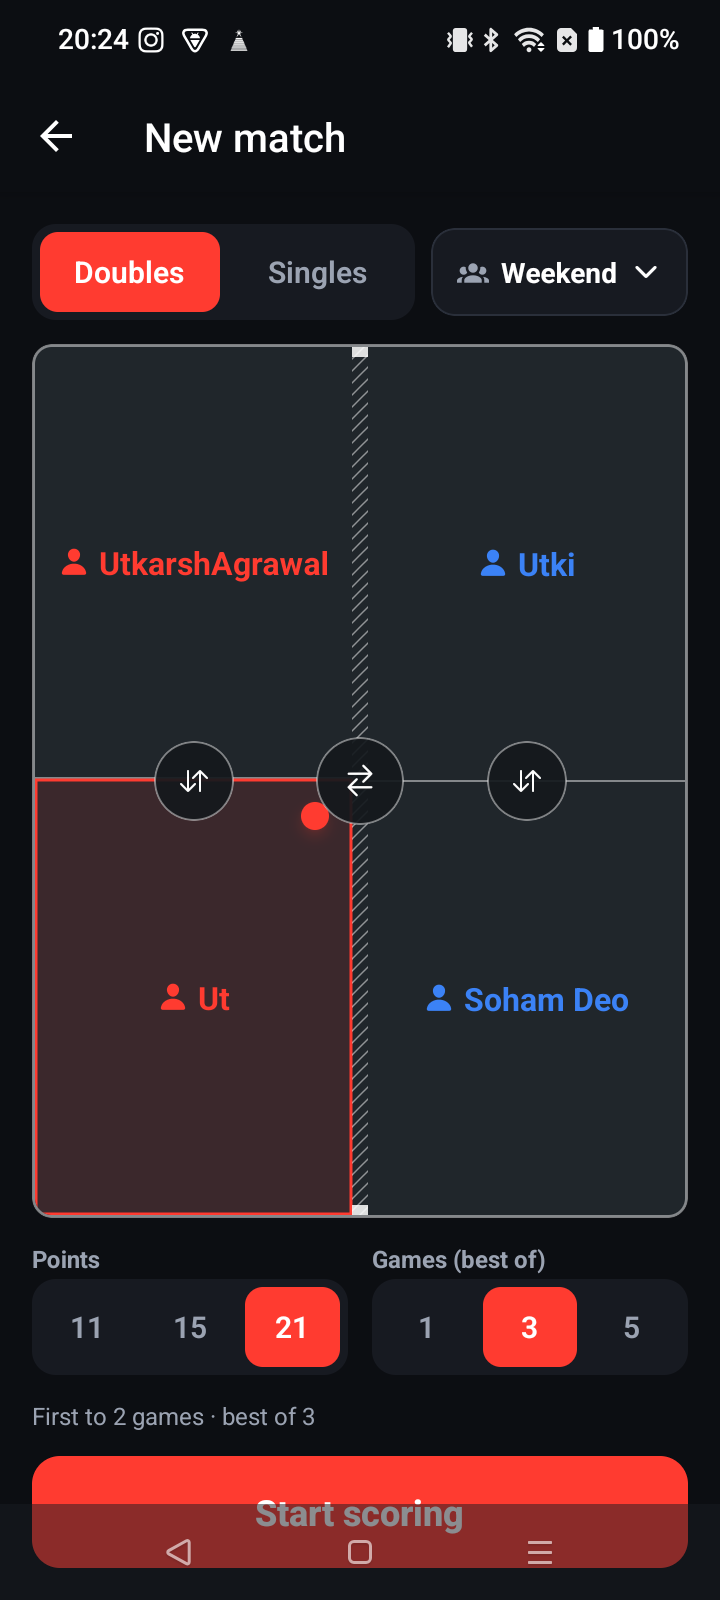 20:24 100%
New match
Doubles Singles Weekend
UtkarshAgrawal Utki
Ut Soham Deo
Points Games (best of)
11 15 21 1 3 5
First to 2 games · best of 3
Start scoring